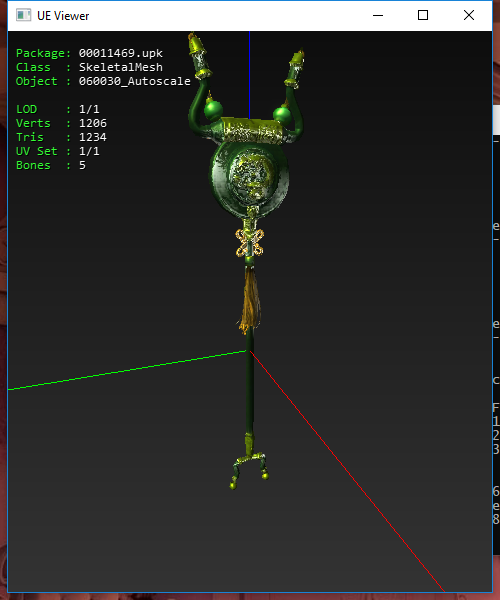 UE Viewer
Package: 00011469.upk
Class  : SkeletalMesh
Object : 060030_Autoscale
LOD    : 1/1
Verts  : 1206
Tris   : 1234
UV Set : 1/1
Bones  : 5
e
e
c
F
1
2
3
6
e
8